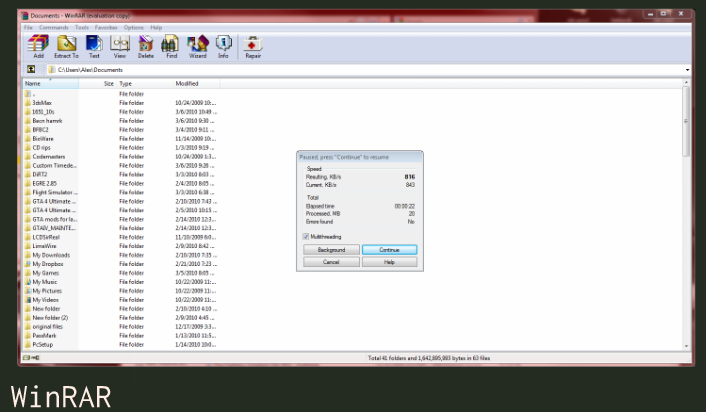 Documents - WinRAR (evaluation copy)
File Commands Tools Favorites Options Help
Add Extract To Test View Delete Find Wizard Info Repair
C:\Users\Alex\Documents
Name Size Type Modified
.. File folder
3dsMax File folder 10/24/2009 10:...
1651_10s File folder 3/6/2010 10:49 ...
Bacn hamrk File folder 3/6/2010 9:30 ...
BFBC2 File folder 3/4/2010 9:11 ...
BioWare File folder 11/14/2009 10:...
CD rips File folder 1/3/2010 9:19 ...
Codemasters File folder 10/24/2009 1:3...
Custom Timede... File folder 3/6/2010 9:26 ...
DiRT2 File folder 3/3/2010 8:03 ...
EGRE 2.85 File folder 2/4/2010 8:05 ...
Flight Simulator ... File folder 3/3/2010 6:38 ...
GTA 4 Ultimate ... File folder 2/10/2010 7:43 ...
GTA 4 Ultimate ... File folder 2/5/2010 10:15 ...
GTA mods for la... File folder 2/14/2010 12:3...
GTAIV_MAINTE... File folder 2/14/2010 12:3...
LCDSirReal File folder 11/10/2009 6:0...
LimeWire File folder 2/9/2010 8:42 ...
My Downloads File folder 2/10/2010 7:35 ...
My Dropbox File folder 2/21/2010 7:23 ...
My Games File folder 3/5/2010 8:05 ...
My Music File folder 10/22/2009 11:...
My Pictures File folder 10/22/2009 11:...
My Videos File folder 10/22/2009 11:...
New folder File folder 2/10/2010 4:10 ...
New folder (2) File folder 2/9/2010 4:45 ...
original files File folder 12/17/2009 3:3...
PassMark File folder 1/13/2010 11:5...
PcSetup File folder 1/14/2010 10:0...
Paused, press "Continue" to resume
Speed
Resulting, KB/s 816
Current, KB/s 843
Total
Elapsed time 00:00:22
Processed, MB 20
Errors found No
Multithreading
Background Continue
Cancel Help
Total 41 folders and 1,642,805,993 bytes in 63 files
WinRAR